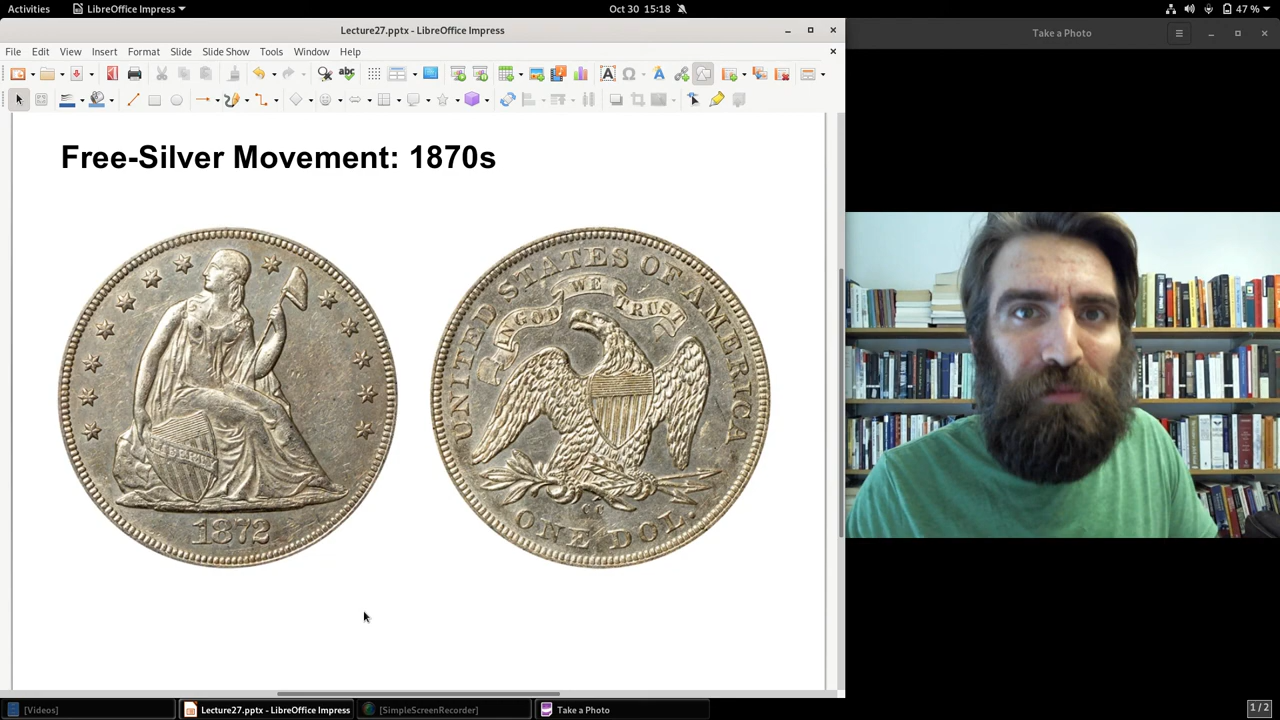 Activities LibreOffice Impress Oct 30 15:18 47 %
Lecture27.pptx - LibreOffice Impress
Take a Photo
File Edit View Insert Format Slide Slide Show Tools Window Help
Free-Silver Movement: 1870s
LIBERTY
1872
UNITED STATES OF AMERICA
IN GOD WE TRUST
CC
ONE DOL.
[Videos] Lecture27.pptx - LibreOffice Impress [SimpleScreenRecorder] Take a Photo 1/2